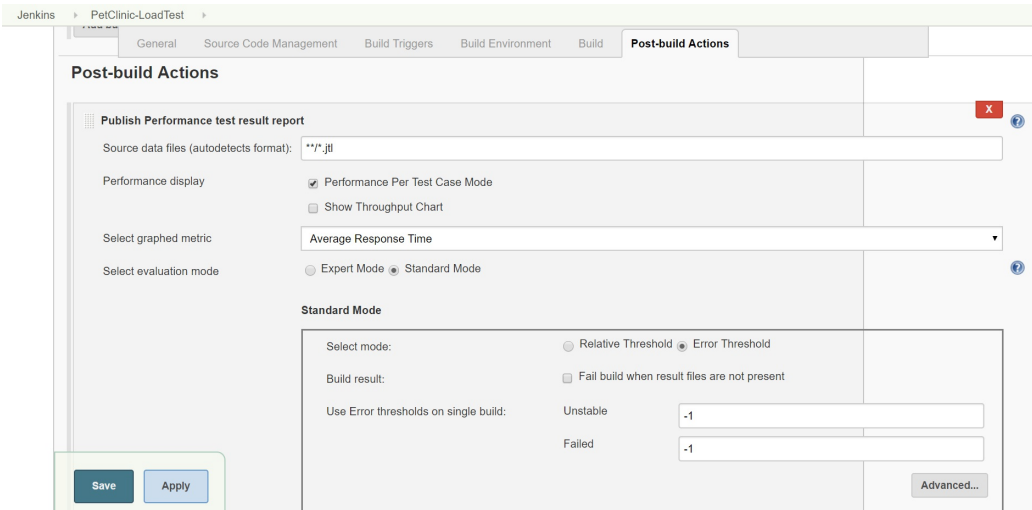 Jenkins PetClinic-LoadTest
General Source Code Management Build Triggers Build Environment Build Post-build Actions
Post-build Actions
X
Publish Performance test result report
Source data files (autodetects format): **/*.jtl
Performance display Performance Per Test Case Mode
Show Throughput Chart
Select graphed metric Average Response Time
Select evaluation mode Expert Mode Standard Mode
Standard Mode
Select mode: Relative Threshold Error Threshold
Build result: Fail build when result files are not present
Use Error thresholds on single build: Unstable -1
Failed -1
Save Apply Advanced...